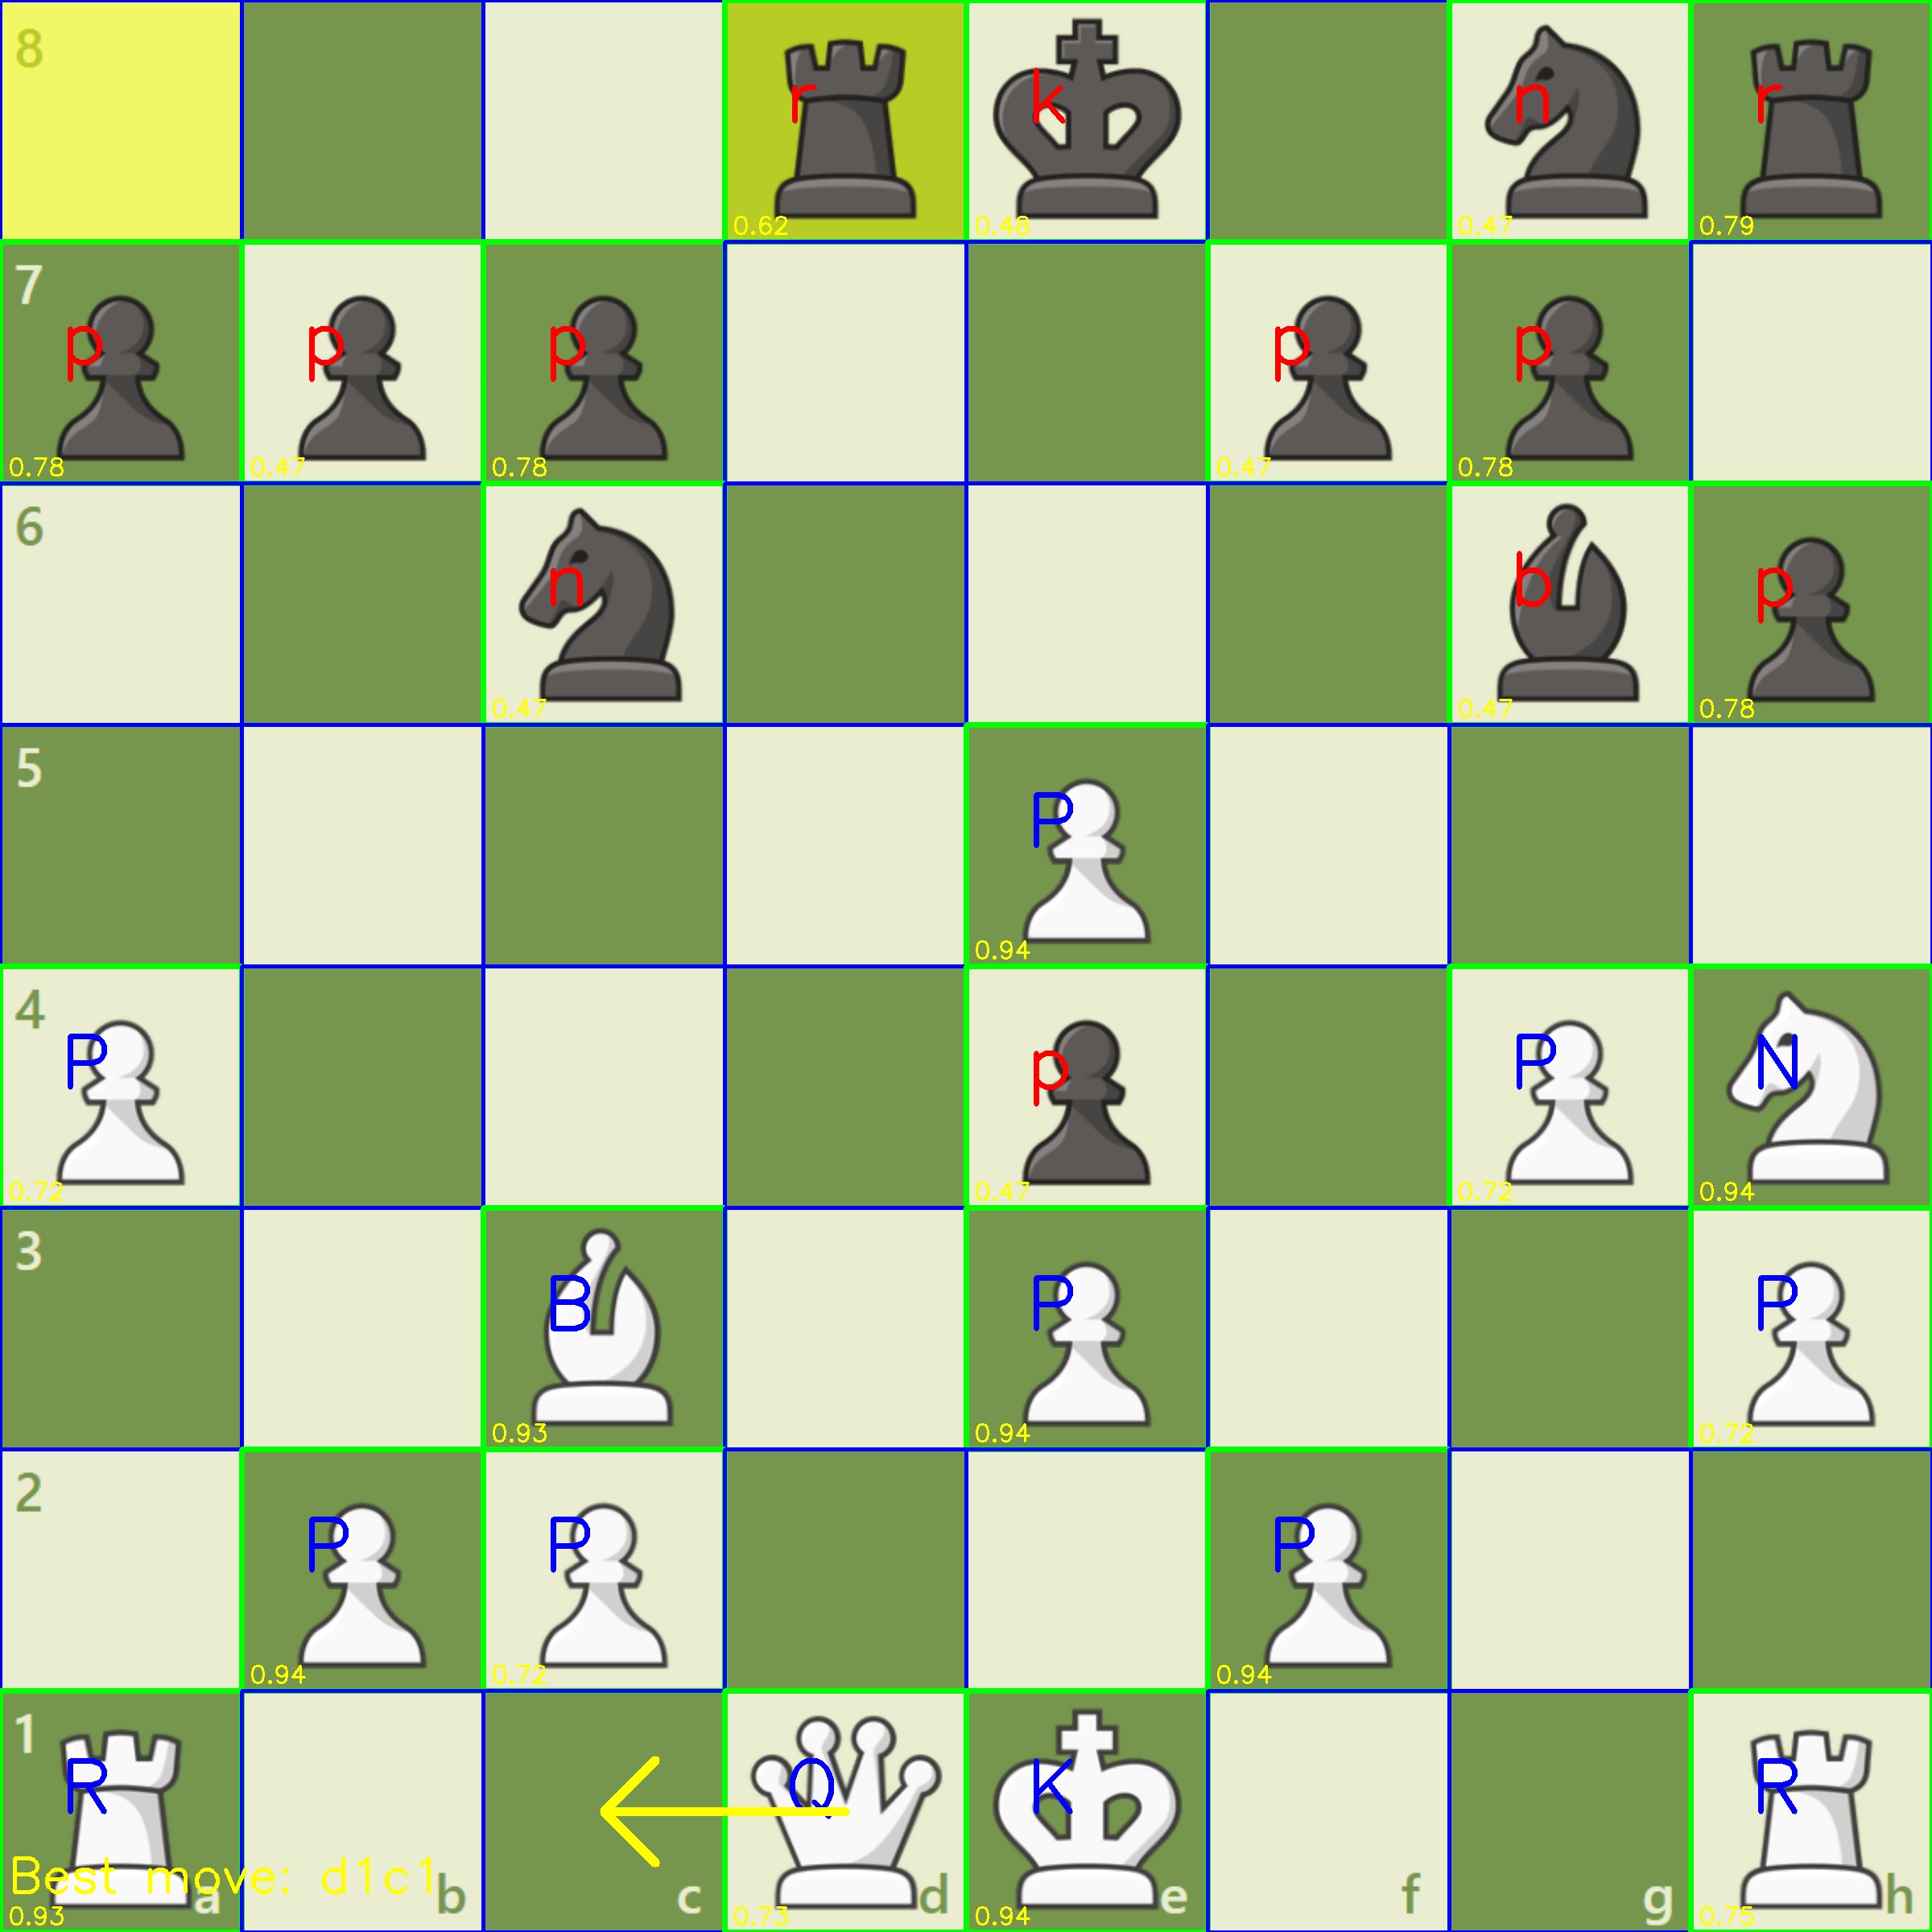 8
r k n r
0.62 0.48 0.47 0.79
7
p p p p p
0.78 0.47 0.78 0.47 0.78
6
n b p
0.47 0.47 0.78
5
P
0.94
4
P p P N
0.72 0.47 0.72 0.94
3
B P P
0.93 0.94 0.72
2
P P P
0.94 0.72 0.94
1
R Q K R
Best move: d1c1
a b c d e f g h
0.93 0.73 0.94 0.75